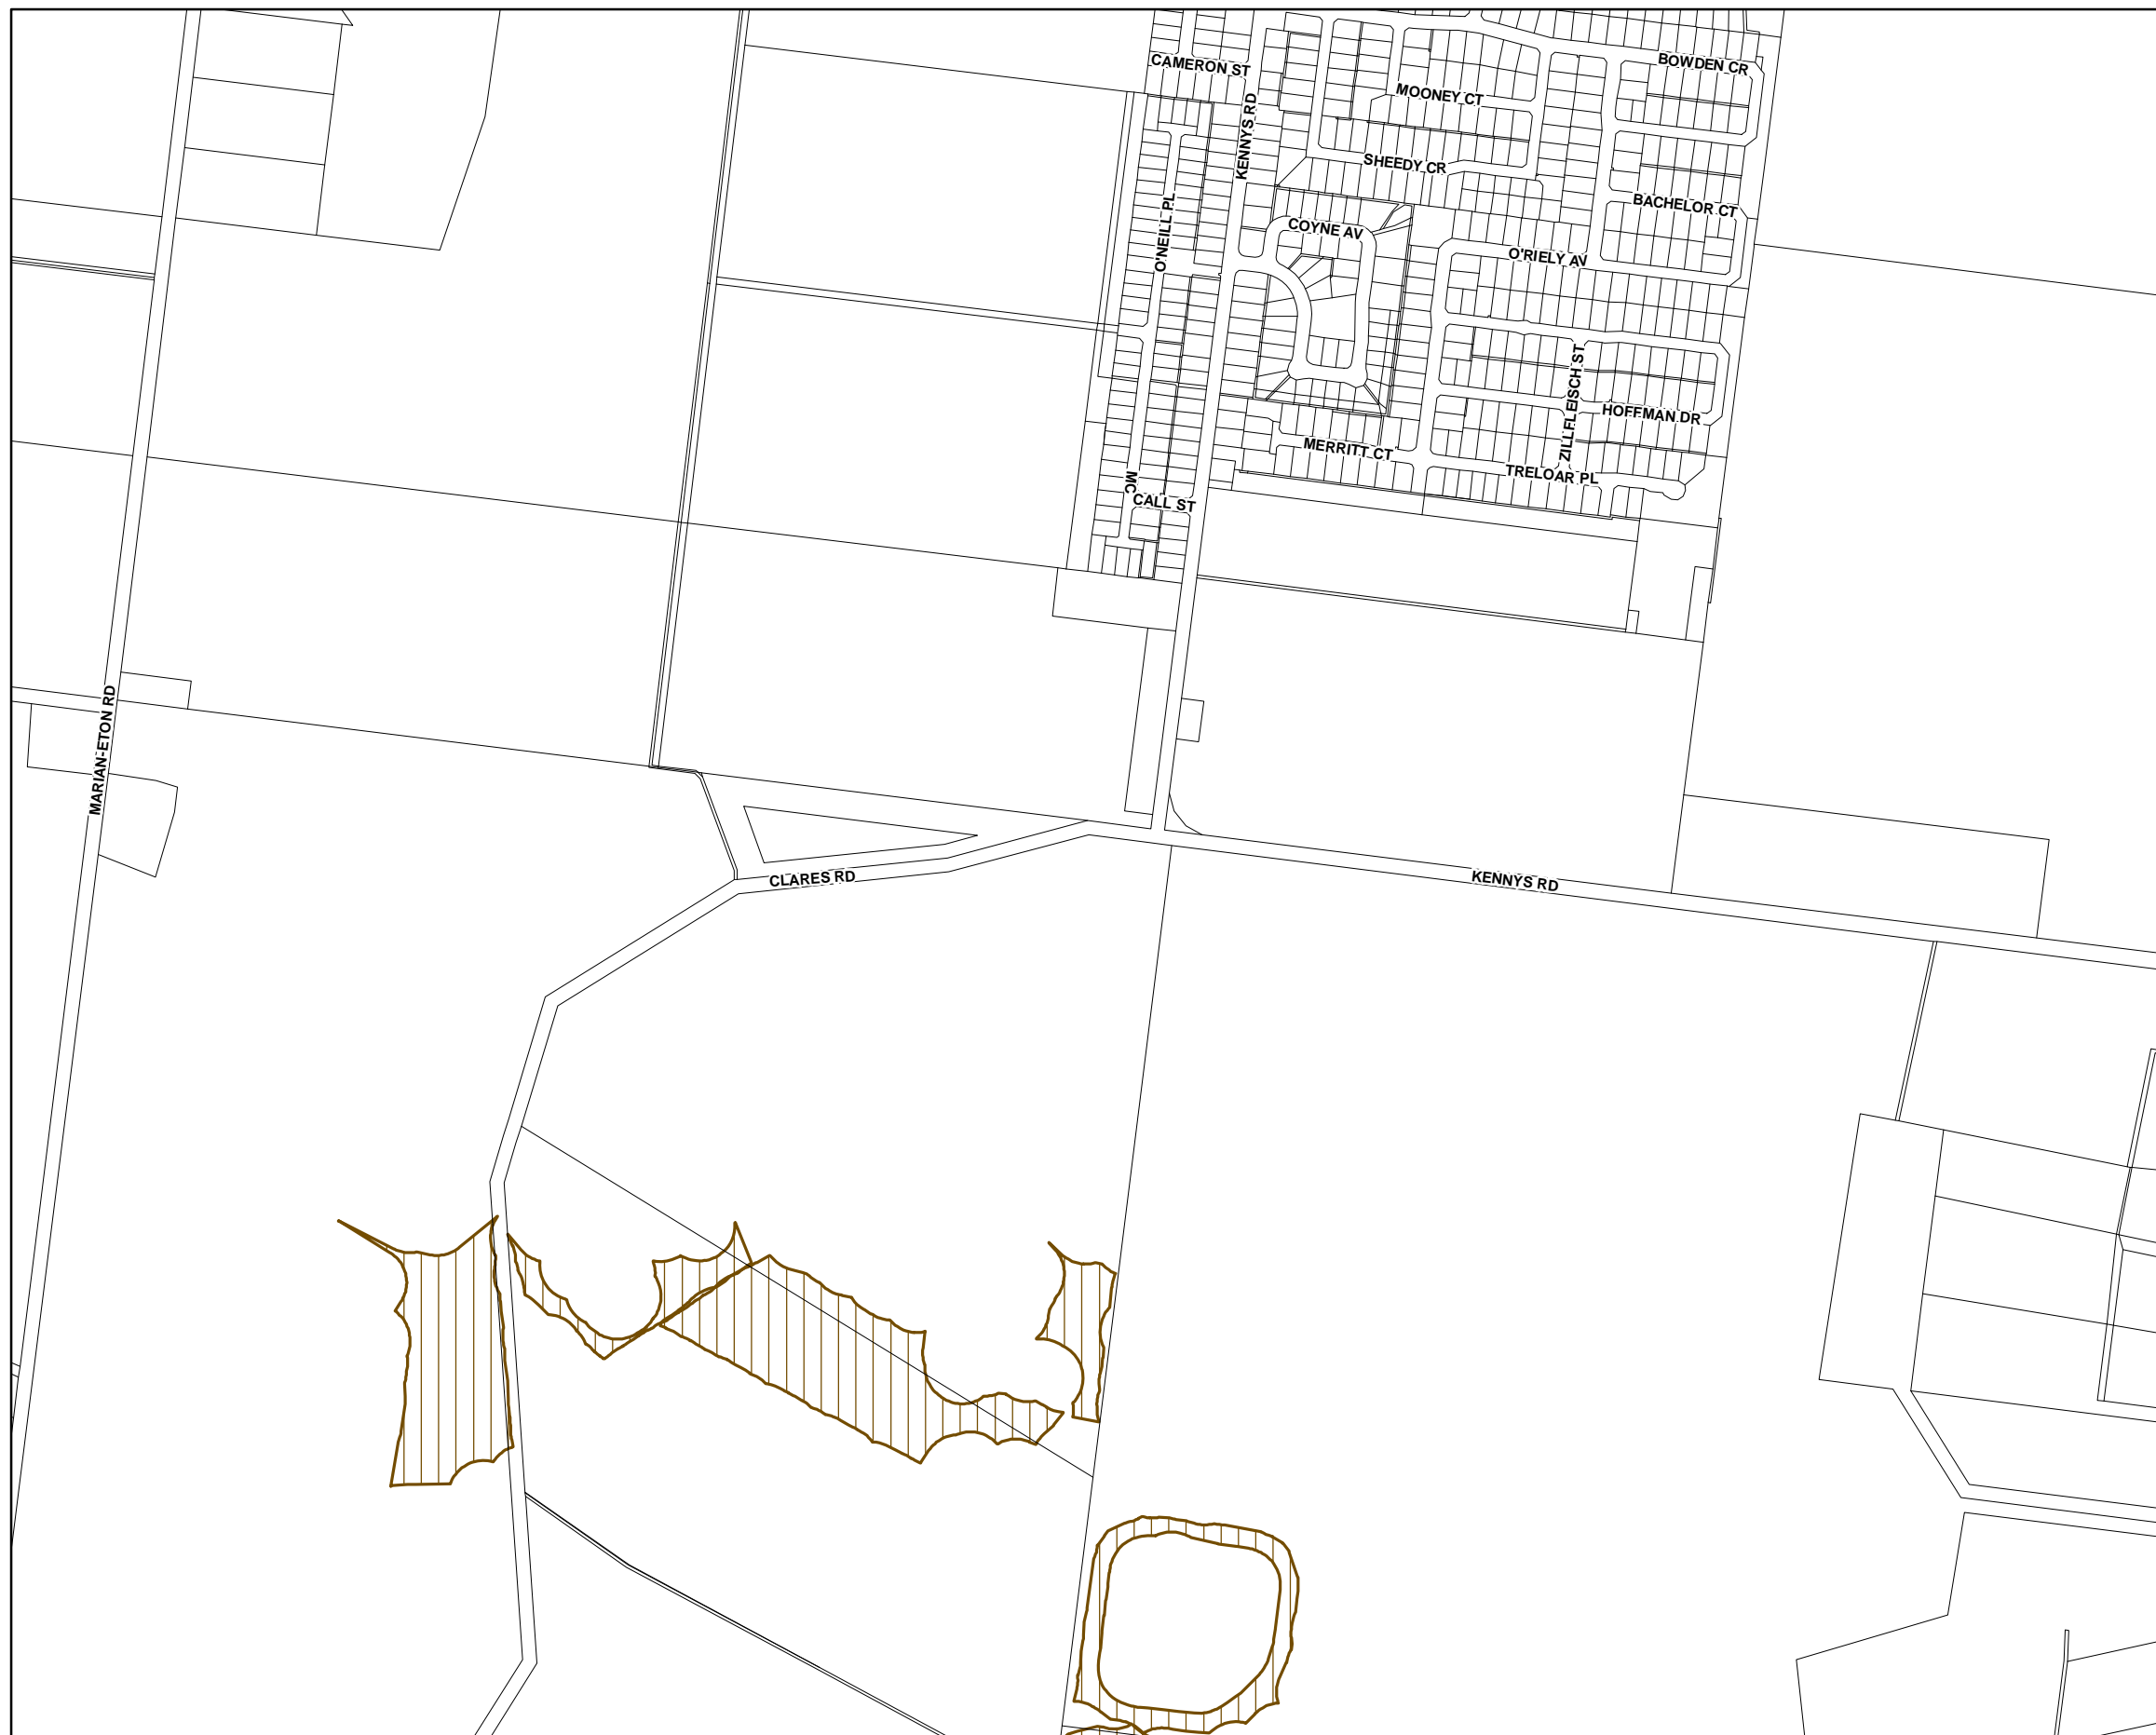 CAMERON ST
BOWDEN CR
MOONEY CT
KENNYS RD
SHEEDY CR
BACHELOR CT
O'NEILL PL
COYNE AV
O'RIELY AV
ZILLFLEISCH ST
HOFFMAN DR
MERRITT CT
TRELOAR PL
MC
CALL ST
MARIAN-ETON RD
CLARES RD
KENNYS RD